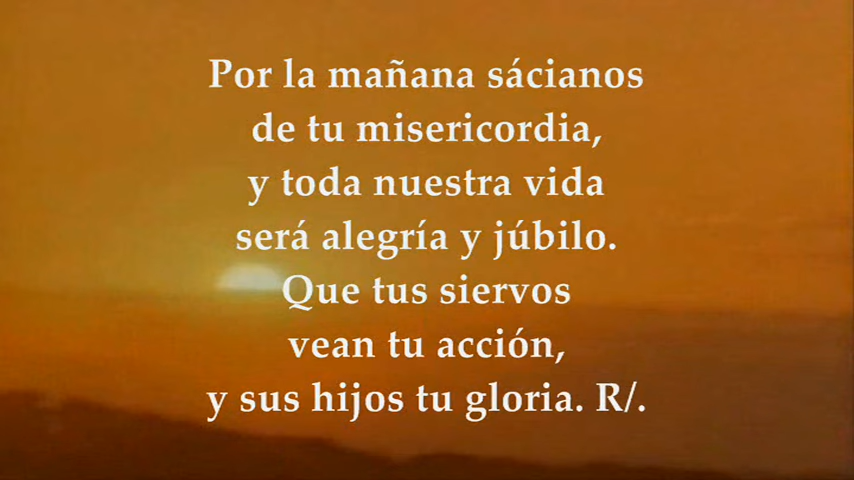 Por la mañana sácianos
de tu misericordia,
y toda nuestra vida
será alegría y júbilo.
Que tus siervos
vean tu acción,
y sus hijos tu gloria. R/.